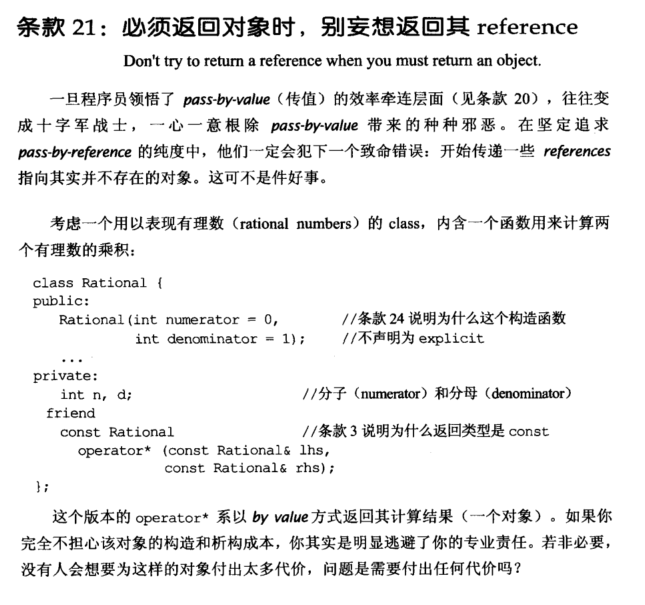 条款 21：必须返回对象时，别妄想返回其 reference
Don't try to return a reference when you must return an object.
一旦程序员领悟了 pass-by-value（传值）的效率牵连层面（见条款 20），往往变
成十字军战士，一心一意根除 pass-by-value 带来的种种邪恶。在坚定追求
pass-by-reference 的纯度中，他们一定会犯下一个致命错误：开始传递一些 references
指向其实并不存在的对象。这可不是件好事。
考虑一个用以表现有理数（rational numbers）的 class，内含一个函数用来计算两
个有理数的乘积：
class Rational {
public:
Rational(int numerator = 0, //条款 24 说明为什么这个构造函数
int denominator = 1); //不声明为 explicit
...
private:
int n, d; //分子（numerator）和分母（denominator）
friend
const Rational //条款 3 说明为什么返回类型是 const
operator* (const Rational& lhs,
const Rational& rhs);
};
这个版本的 operator* 系以 by value 方式返回其计算结果（一个对象）。如果你
完全不担心该对象的构造和析构成本，你其实是明显逃避了你的专业责任。若非必要，
没有人会想要为这样的对象付出太多代价，问题是需要付出任何代价吗？